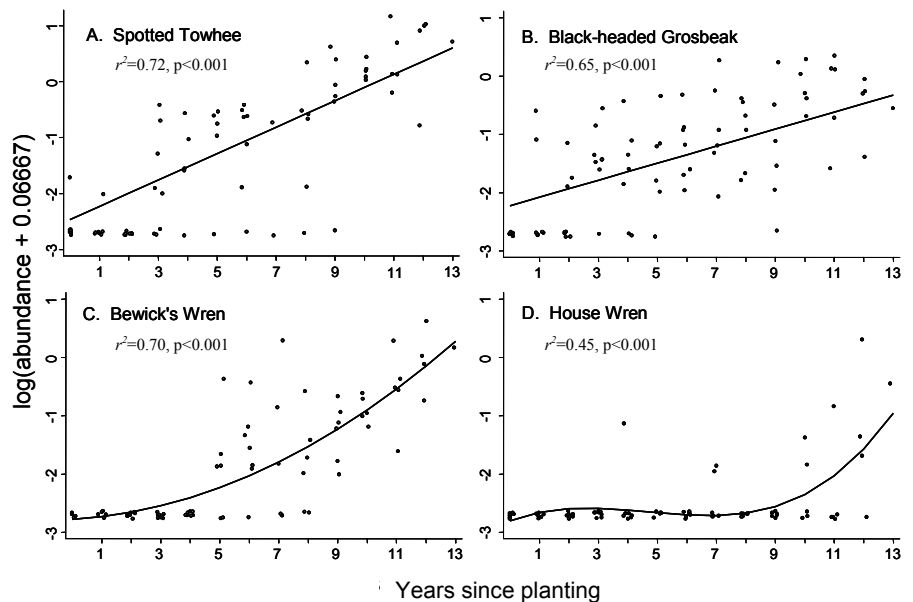 A. Spotted Towhee
r²=0.72, p<0.001
1
0
-1
-2
-3
1 3 5 7 9 11 13
B. Black-headed Grosbeak
r²=0.65, p<0.001
1
0
-1
-2
-3
1 3 5 7 9 11 13
log(abundance + 0.06667)
C. Bewick's Wren
r²=0.70, p<0.001
1
0
-1
-2
-3
1 3 5 7 9 11 13
D. House Wren
r²=0.45, p<0.001
1
0
-1
-2
-3
1 3 5 7 9 11 13
Years since planting